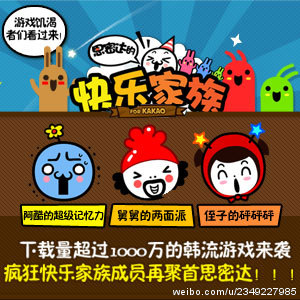 游戏饥渴
者们看过来!
思密达的
快乐家族
FOR KAKAO
阿酷的超级记忆力
舅舅的两面派
侄子的砰砰砰
下载量超过1000万的韩流游戏来袭
疯狂快乐家族成员再聚首思密达!!!
weibo.com/u/2349227985